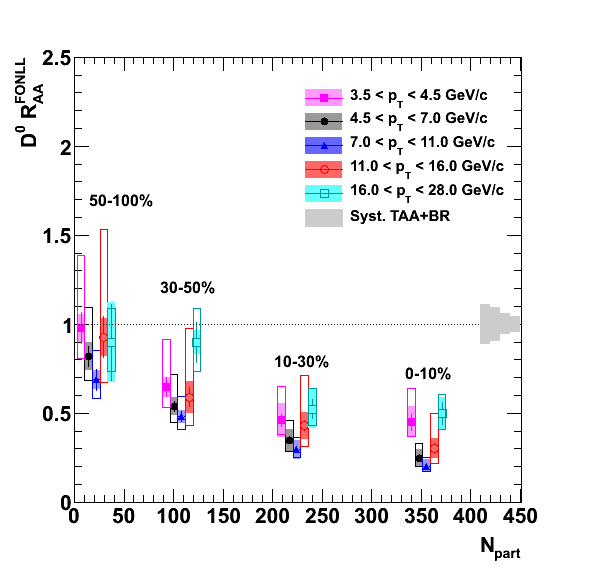 D⁰ R_AA^FONLL
2.5
2
1.5
1
0.5
0
0 50 100 150 200 250 300 350 400 450
N_part
3.5 < p_T < 4.5 GeV/c
4.5 < p_T < 7.0 GeV/c
7.0 < p_T < 11.0 GeV/c
11.0 < p_T < 16.0 GeV/c
16.0 < p_T < 28.0 GeV/c
Syst. TAA+BR
50-100%
30-50%
10-30%
0-10%